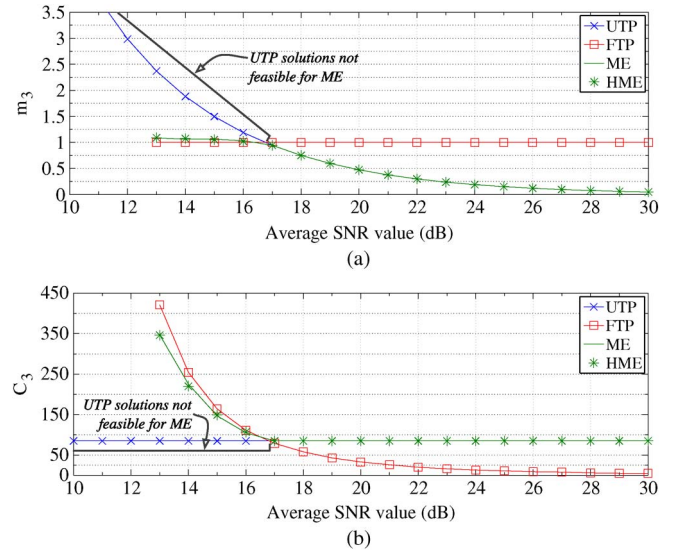 3.5
3
2.5
2
1.5
1
0.5
0
m3
UTP solutions not
feasible for ME
UTP
FTP
ME
HME
10 12 14 16 18 20 22 24 26 28 30
Average SNR value (dB)
(a)
450
350
250
150
50
0
C3
UTP solutions not
feasible for ME
UTP
FTP
ME
HME
10 12 14 16 18 20 22 24 26 28 30
Average SNR value (dB)
(b)